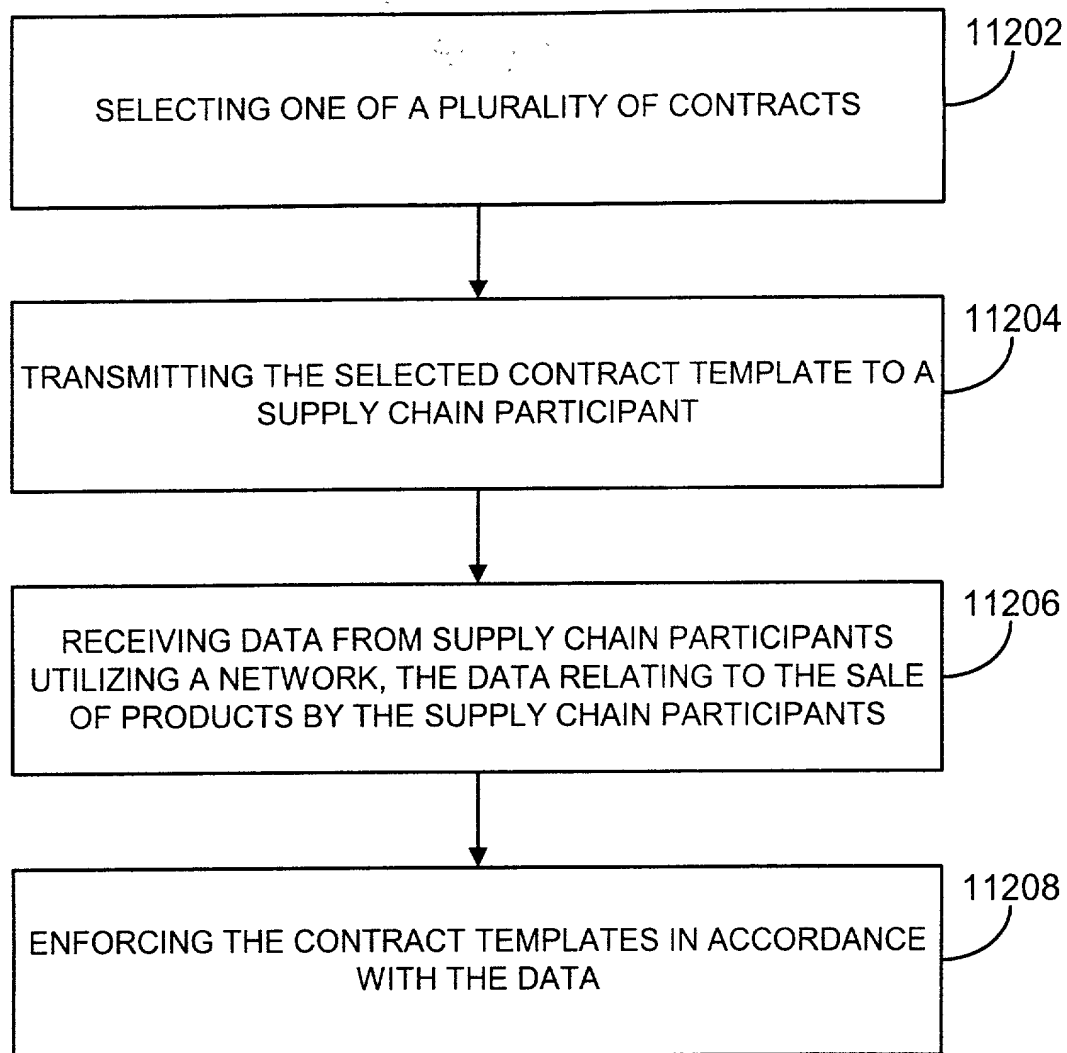 11202
SELECTING ONE OF A PLURALITY OF CONTRACTS
11204
TRANSMITTING THE SELECTED CONTRACT TEMPLATE TO A
SUPPLY CHAIN PARTICIPANT
11206
RECEIVING DATA FROM SUPPLY CHAIN PARTICIPANTS
UTILIZING A NETWORK, THE DATA RELATING TO THE SALE
OF PRODUCTS BY THE SUPPLY CHAIN PARTICIPANTS
11208
ENFORCING THE CONTRACT TEMPLATES IN ACCORDANCE
WITH THE DATA